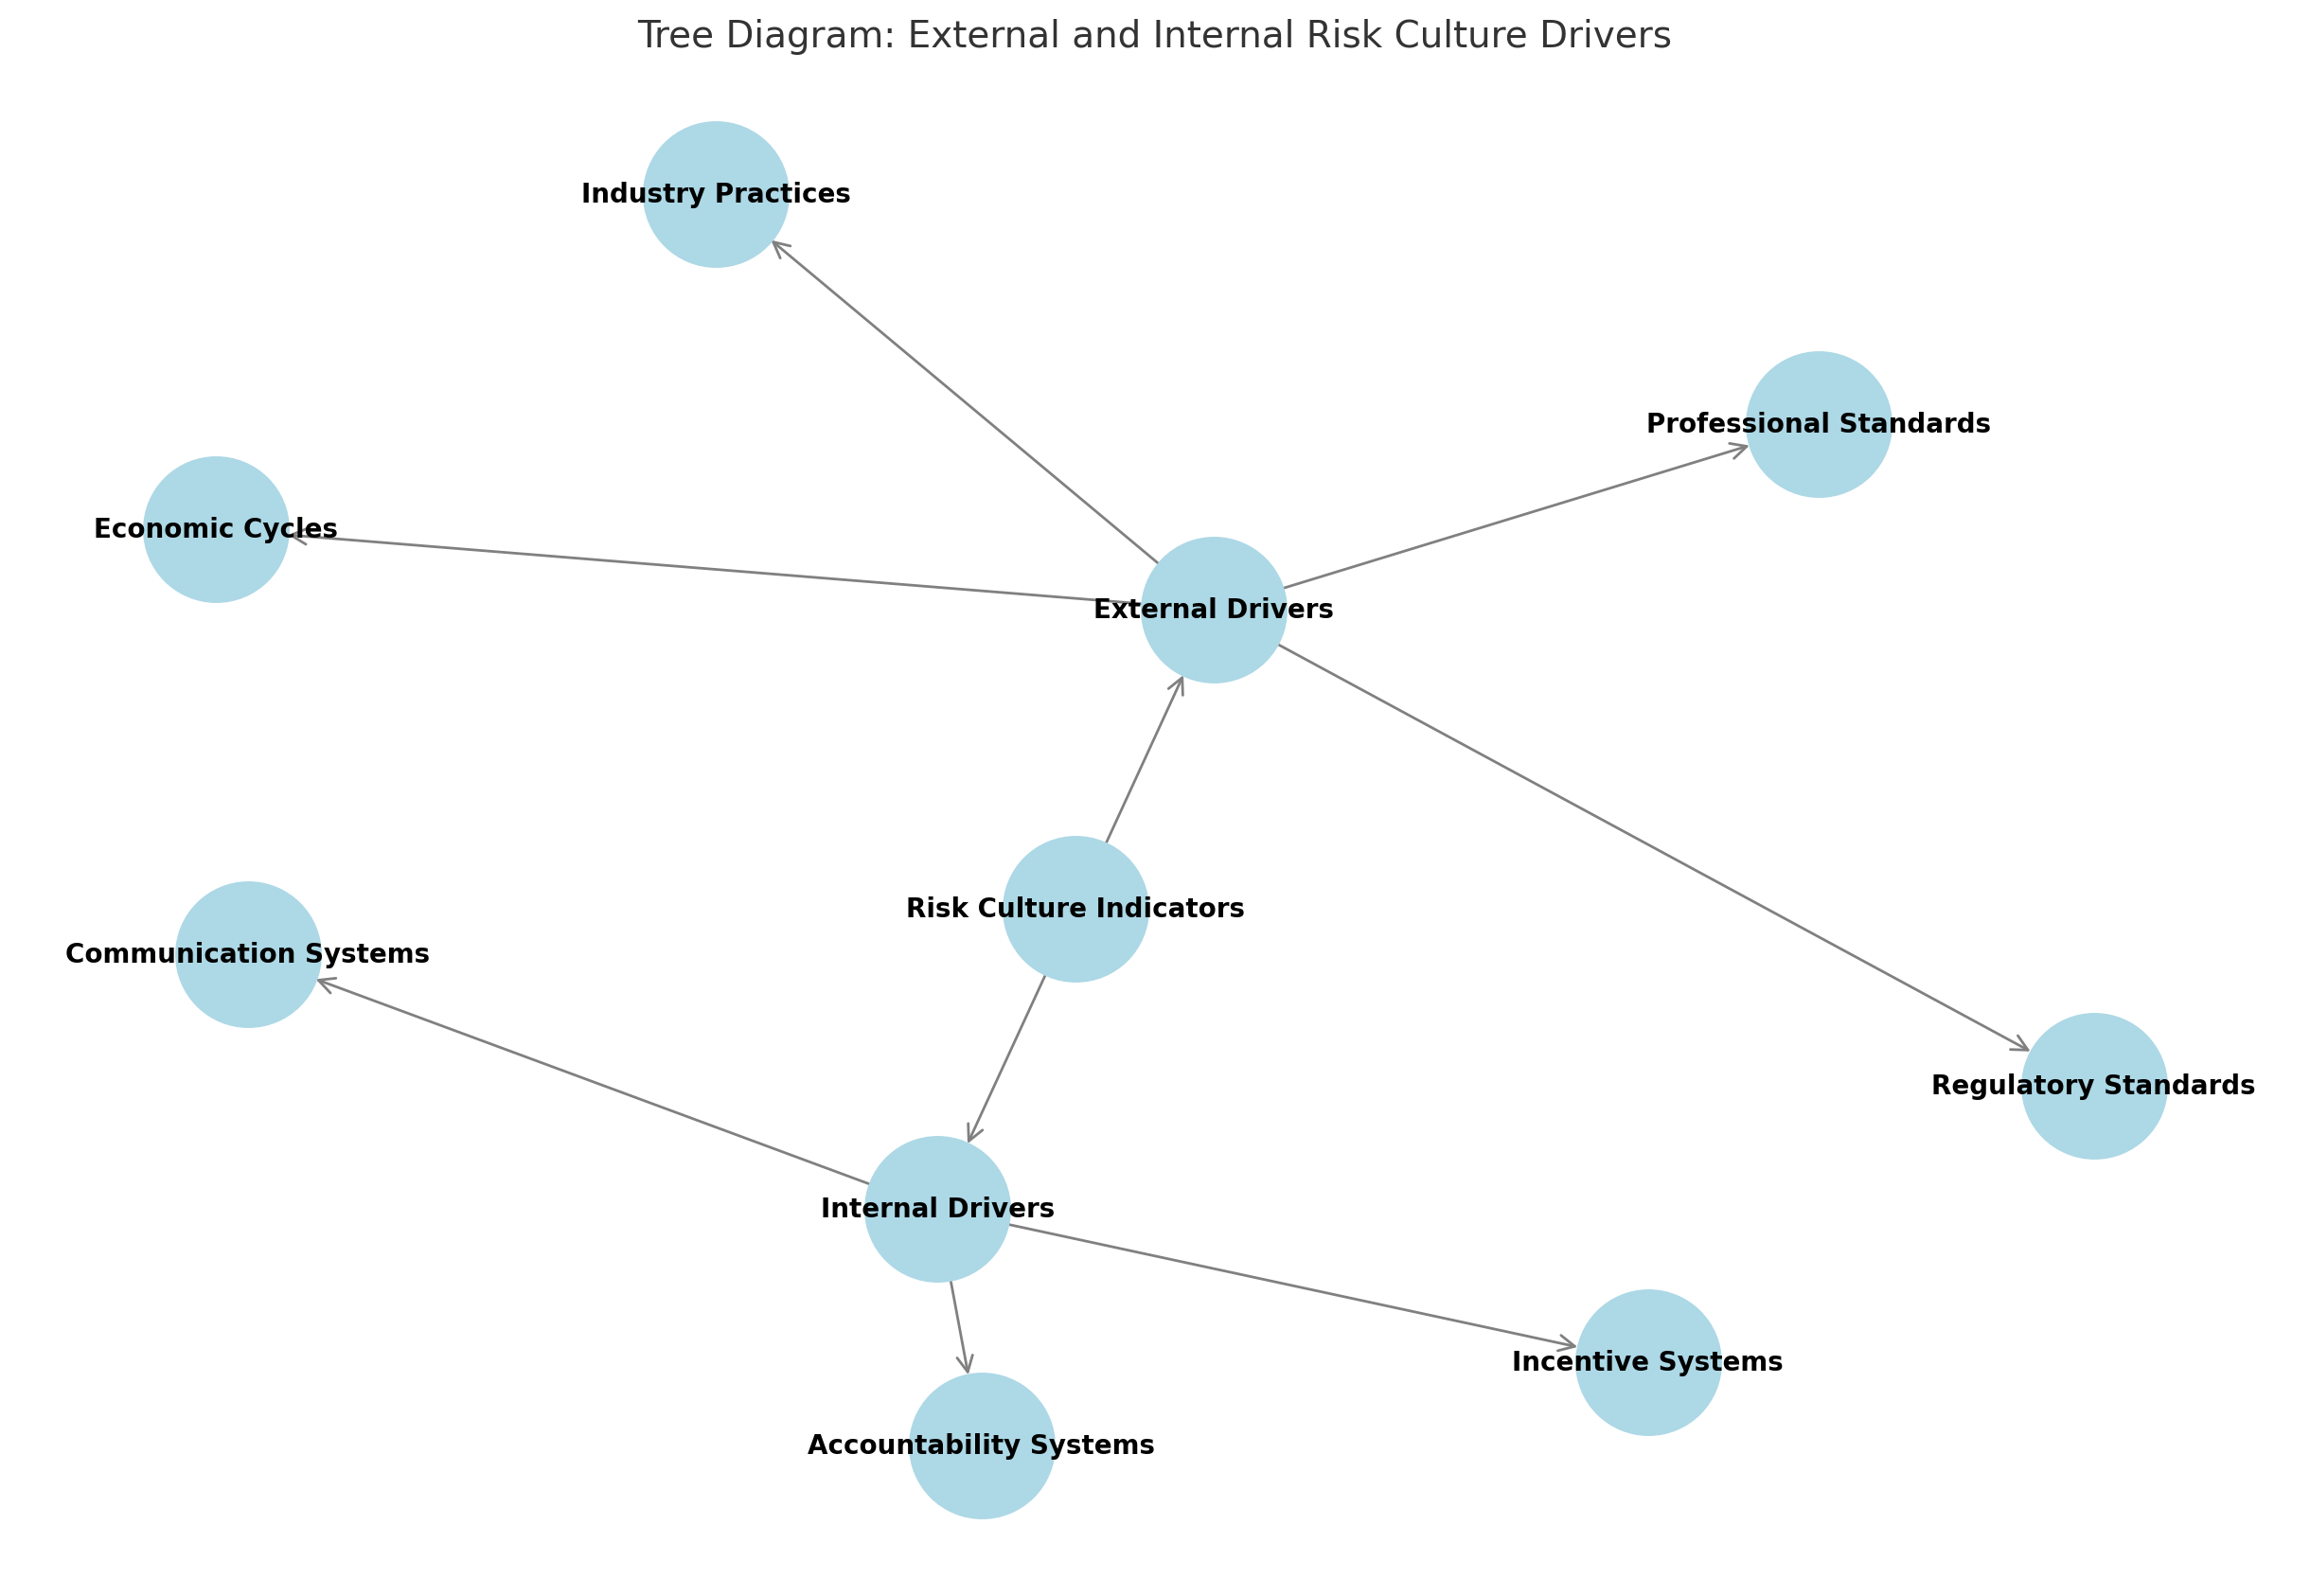 Tree Diagram: External and Internal Risk Culture Drivers
Industry Practices
Professional Standards
Economic Cycles
External Drivers
Risk Culture Indicators
Communication Systems
Regulatory Standards
Internal Drivers
Incentive Systems
Accountability Systems